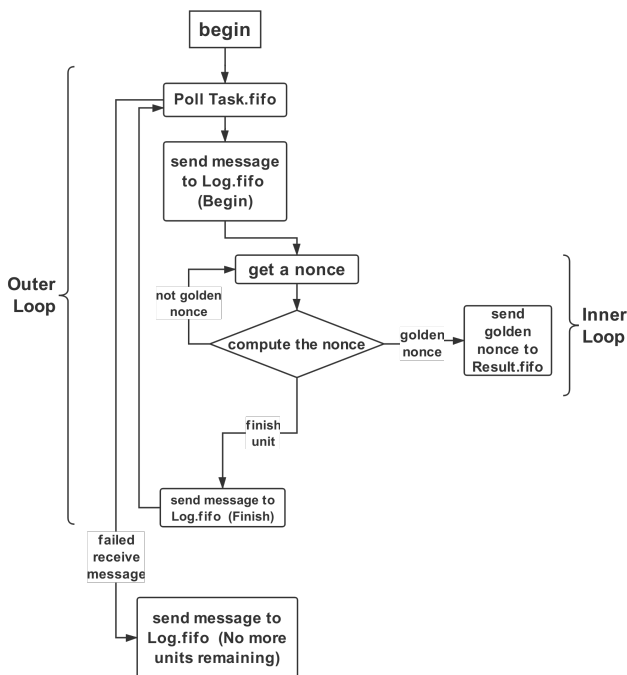 begin
Poll Task.fifo
send message
to Log.fifo
(Begin)
get a nonce
not golden
nonce
compute the nonce
golden
nonce
send
golden
nonce to
Result.fifo
Outer
Loop
Inner
Loop
finish
unit
send message to
Log.fifo (Finish)
failed
receive
message
send message to
Log.fifo (No more
units remaining)